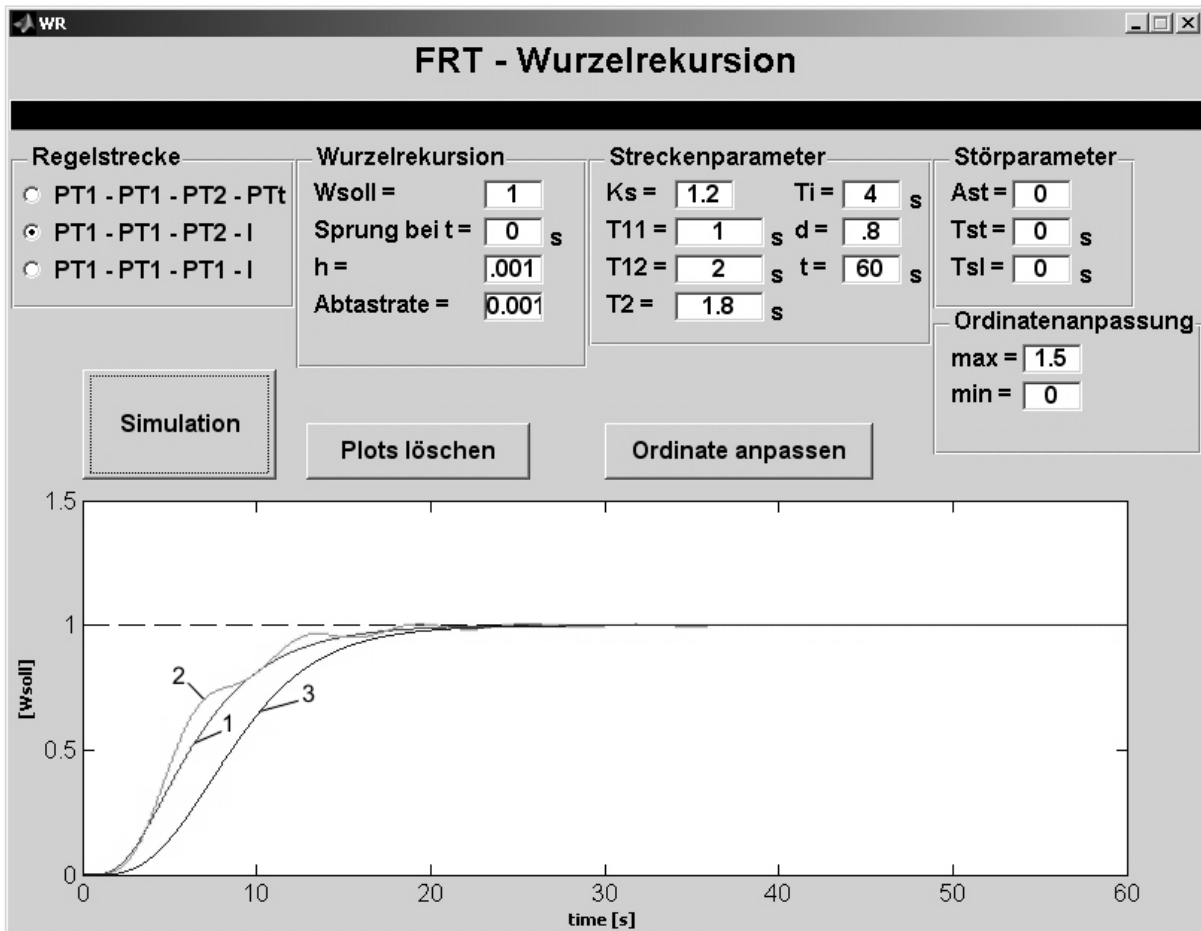 WR
FRT - Wurzelrekursion
Regelstrecke
PT1 - PT1 - PT2 - PTt
PT1 - PT1 - PT2 - I
PT1 - PT1 - PT1 - I
Wurzelrekursion
Wsoll = 1
Sprung bei t = 0 s
h = .001
Abtastrate = 0.001
Streckenparameter
Ks = 1.2 Ti = 4 s
T11 = 1 s d = .8
T12 = 2 s t = 60 s
T2 = 1.8 s
Störparameter
Ast = 0
Tst = 0 s
Tsl = 0 s
Ordinatenanpassung
max = 1.5
min = 0
Simulation
Plots löschen
Ordinate anpassen
1.5
1
0.5
0
[Wsoll]
2
1
3
0 10 20 30 40 50 60
time [s]